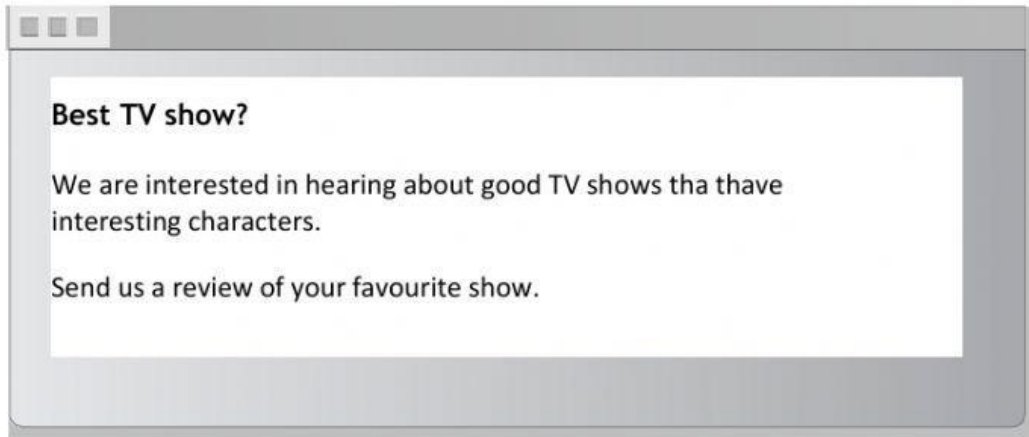 Best TV show?
We are interested in hearing about good TV shows tha thave
interesting characters.
Send us a review of your favourite show.